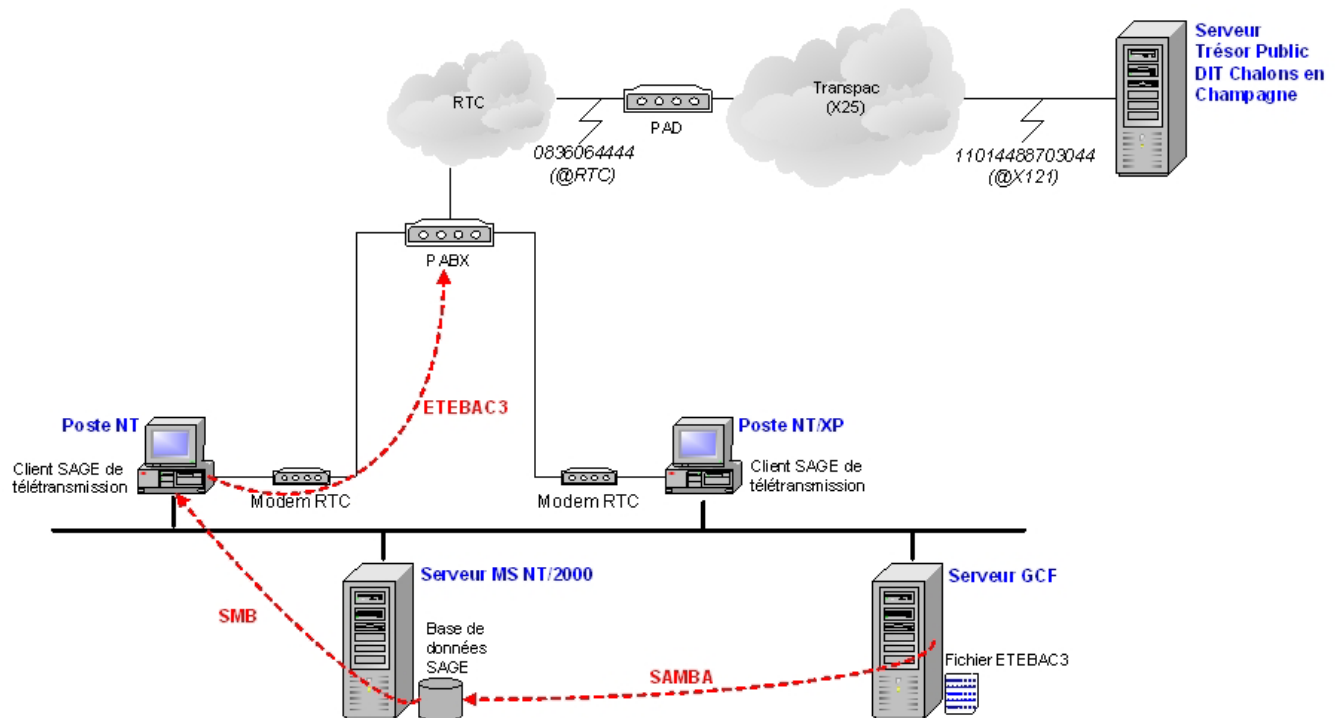 Serveur
Trésor Public
DIT Chalons en
Champagne
RTC
PAD
Transpac
(X25)
0836064444
(@RTC)
11014488703044
(@X121)
PABX
ETEBAC3
Poste NT
Client SAGE de
télétransmission
Modem RTC
Modem RTC
Poste NT/XP
Client SAGE de
télétransmission
Serveur MS NT/2000
Serveur GCF
SMB
Base de
données
SAGE
SAMBA
Fichier ETEBAC3